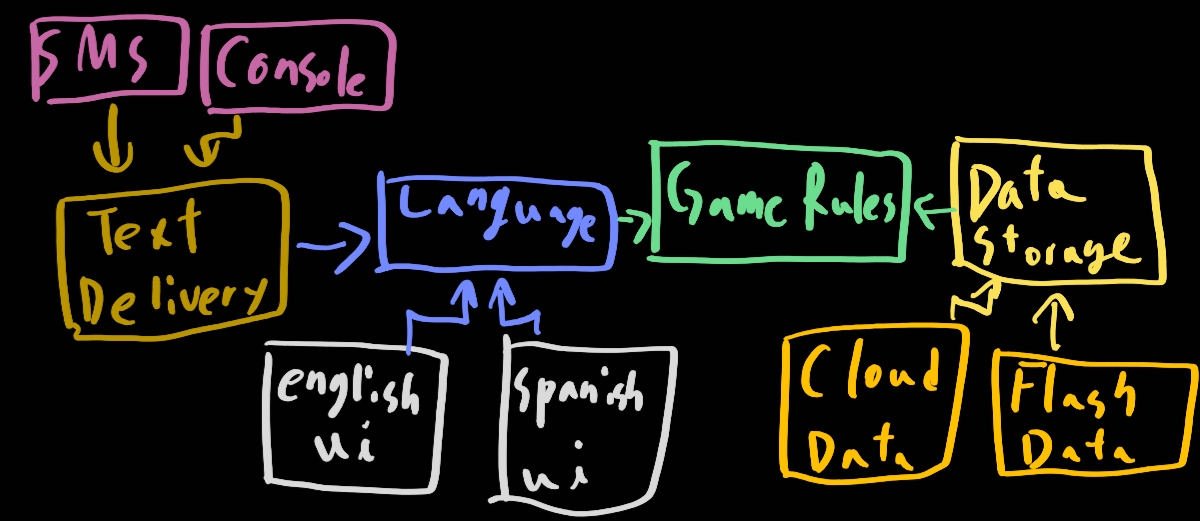 SMS
Console
Text
Delivery
Language
Game Rules
Data
storage
english
ui
spanish
ui
Cloud
Data
Flash
Data